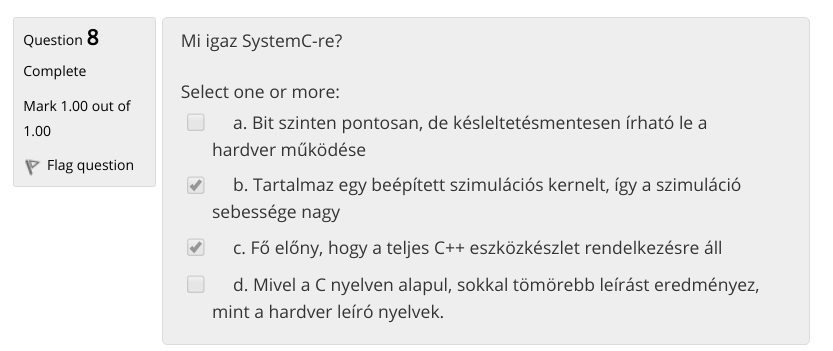 Question 8
Complete
Mark 1.00 out of
1.00
Flag question
Mi igaz SystemC-re?
Select one or more:
a. Bit szinten pontosan, de késleltetésmentesen írható le a
hardver működése
b. Tartalmaz egy beépített szimulációs kernelt, így a szimuláció
sebessége nagy
c. Fő előny, hogy a teljes C++ eszközkészlet rendelkezésre áll
d. Mivel a C nyelven alapul, sokkal tömörebb leírást eredményez,
mint a hardver leíró nyelvek.